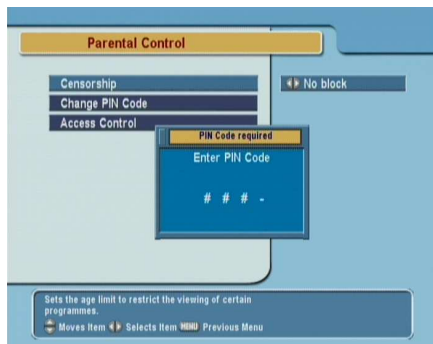 Parental Control
Censorship
No block
Change PIN Code
Access Control
PIN Code required
Enter PIN Code
# # # -
Sets the age limit to restrict the viewing of certain
programmes.
Moves Item Selects Item MENU Previous Menu